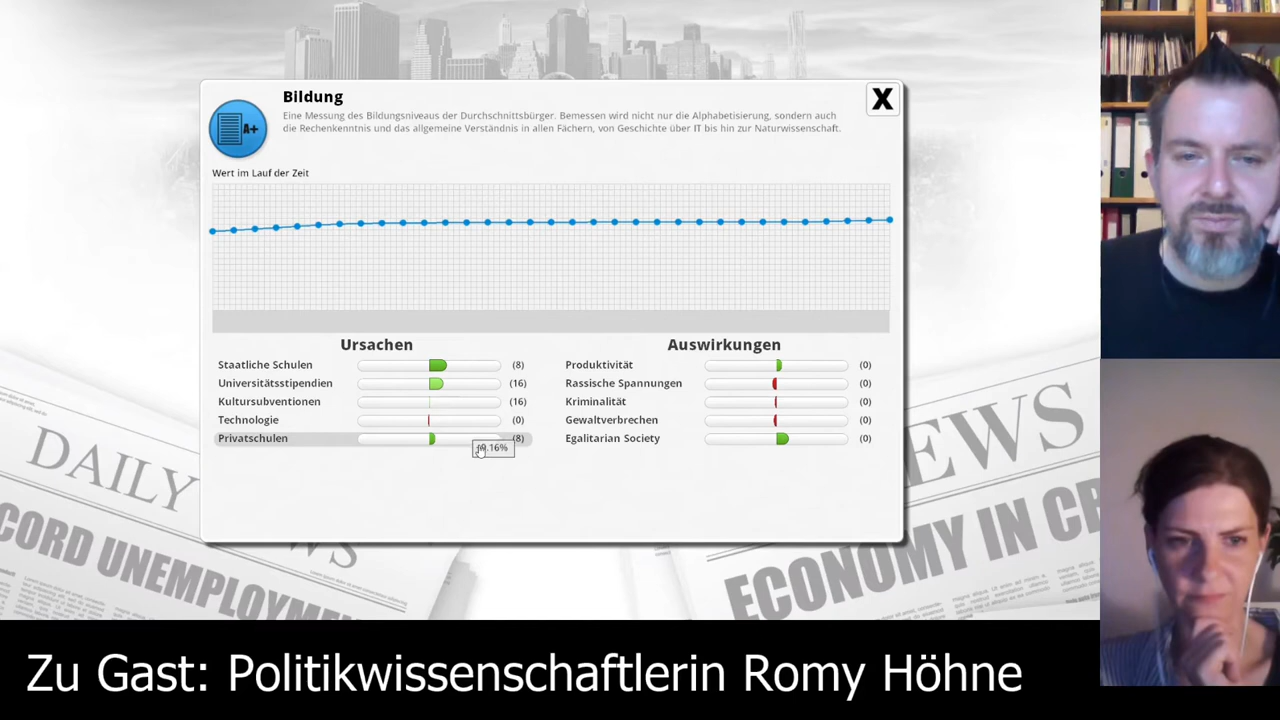 Bildung
X
Eine Messung des Bildungsniveaus der Durchschnittsbürger. Bemessen wird nicht nur die Alphabetisierung, sondern auch
die Rechenkenntnis und das allgemeine Verständnis in allen Fächern, von Geschichte über IT bis hin zur Naturwissenschaft.
A+
Wert im Lauf der Zeit
Ursachen
Staatliche Schulen (8)
Universitätsstipendien (16)
Kultursubventionen (16)
Technologie (0)
Privatschulen (8)
Auswirkungen
Produktivität (0)
Rassische Spannungen (0)
Kriminalität (0)
Gewaltverbrechen (0)
Egalitarian Society (0)
DAILY
NEWS
ECONOMY IN CR
Zu Gast: Politikwissenschaftlerin Romy Höhne